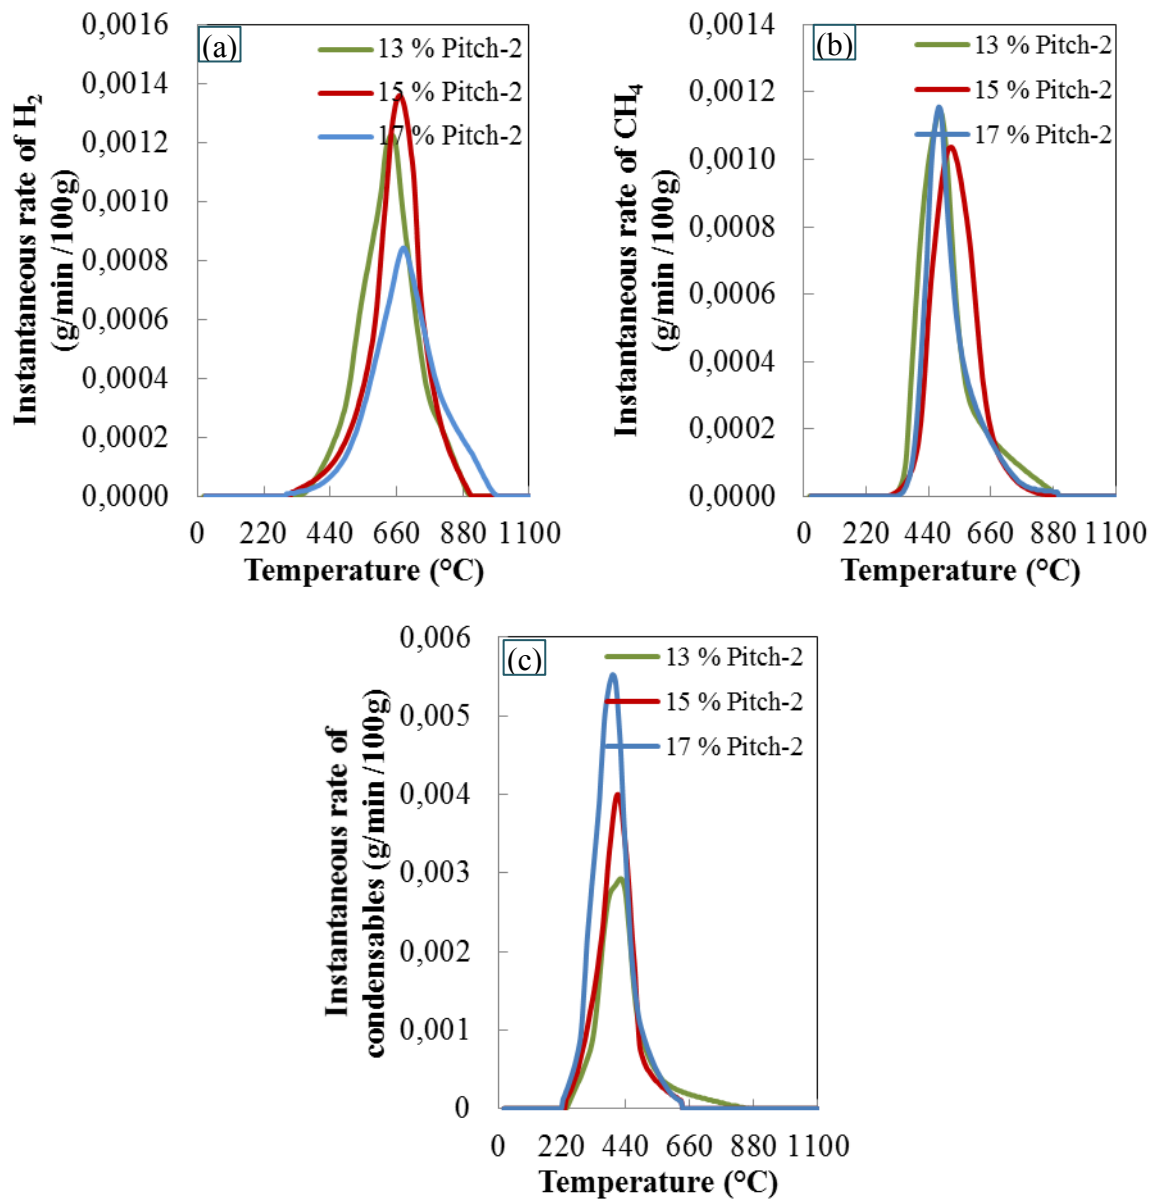 (a)
Instantaneous rate of H₂
(g/min /100g)
0,0016
0,0014
0,0012
0,0010
0,0008
0,0006
0,0004
0,0002
0,0000
13 % Pitch-2
15 % Pitch-2
17 % Pitch-2
0 220 440 660 880 1100
Temperature (°C)
(b)
Instantaneous rate of CH₄
(g/min /100g)
0,0014
0,0012
0,0010
0,0008
0,0006
0,0004
0,0002
0,0000
13 % Pitch-2
15 % Pitch-2
17 % Pitch-2
0 220 440 660 880 1100
Temperature (°C)
(c)
Instantaneous rate of
condensables (g/min /100g)
0,006
0,005
0,004
0,003
0,002
0,001
0
13 % Pitch-2
15 % Pitch-2
17 % Pitch-2
0 220 440 660 880 1100
Temperature (°C)